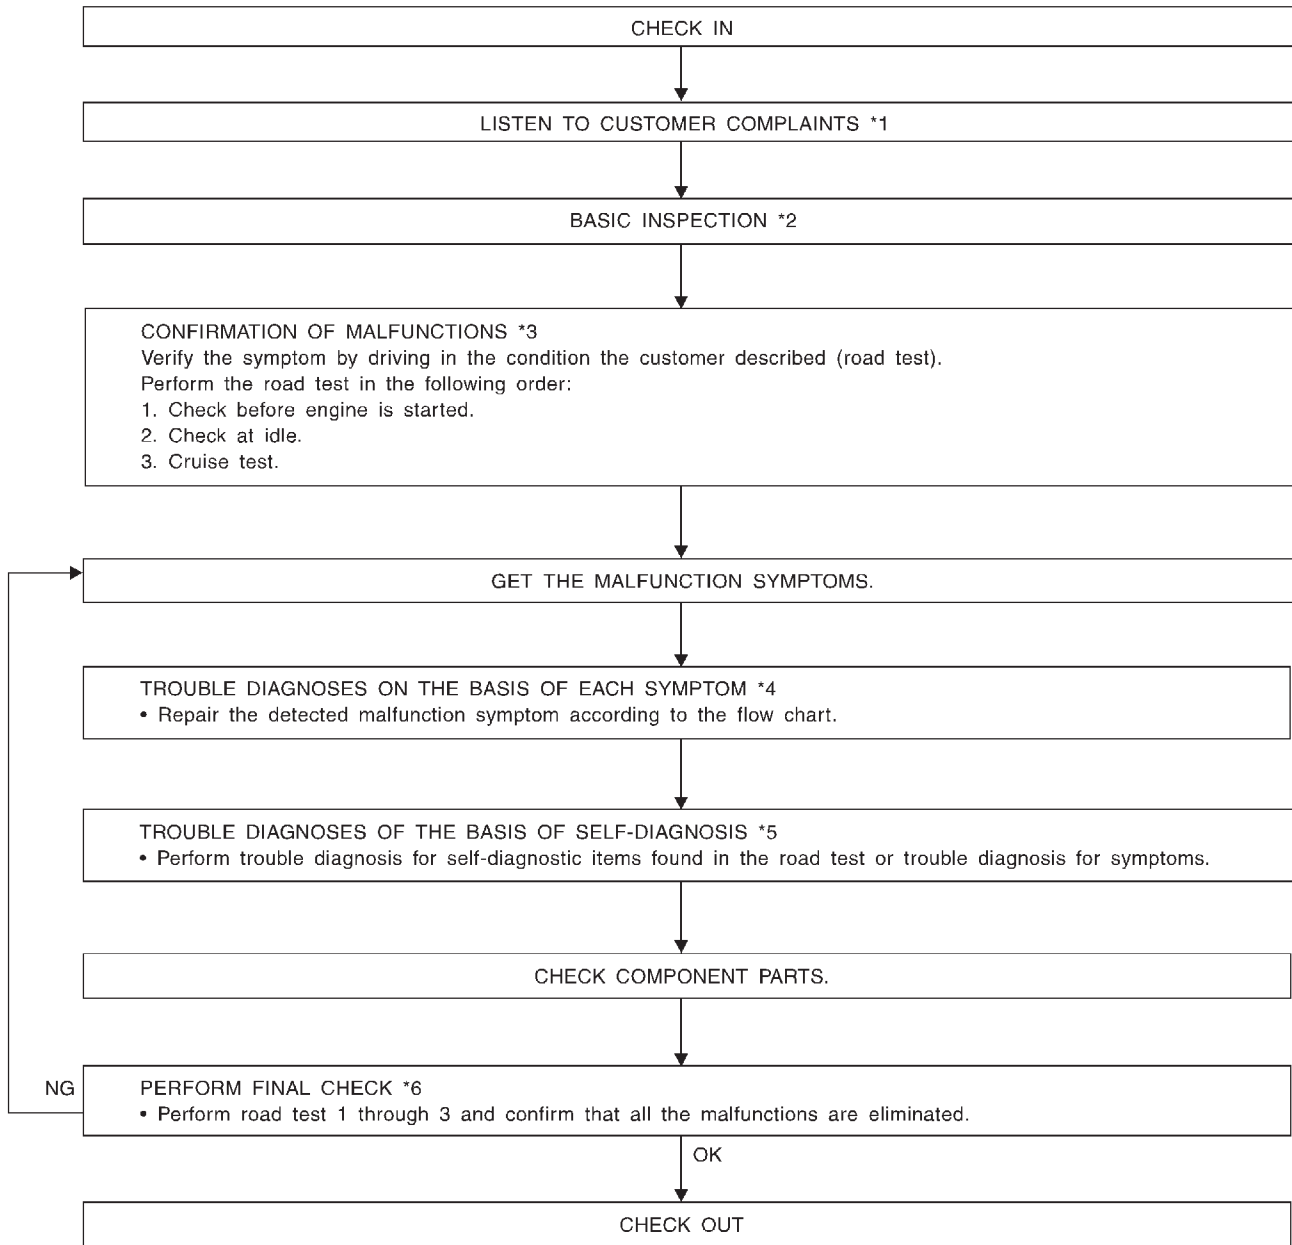 CHECK IN
LISTEN TO CUSTOMER COMPLAINTS *1
BASIC INSPECTION *2
CONFIRMATION OF MALFUNCTIONS *3
Verify the symptom by driving in the condition the customer described (road test).
Perform the road test in the following order:
1. Check before engine is started.
2. Check at idle.
3. Cruise test.
GET THE MALFUNCTION SYMPTOMS.
TROUBLE DIAGNOSES ON THE BASIS OF EACH SYMPTOM *4
• Repair the detected malfunction symptom according to the flow chart.
TROUBLE DIAGNOSES OF THE BASIS OF SELF-DIAGNOSIS *5
• Perform trouble diagnosis for self-diagnostic items found in the road test or trouble diagnosis for symptoms.
CHECK COMPONENT PARTS.
NG
PERFORM FINAL CHECK *6
• Perform road test 1 through 3 and confirm that all the malfunctions are eliminated.
OK
CHECK OUT